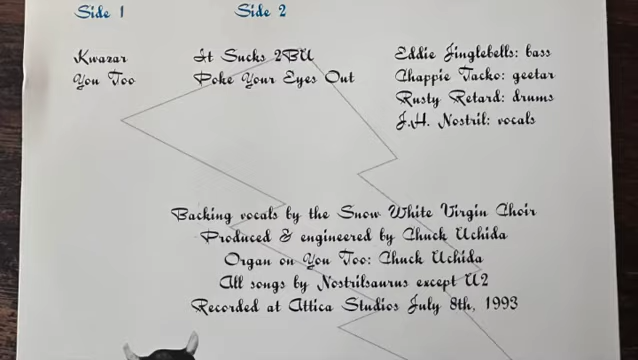 Side 1
Side 2
Kwazar
You Too
It Sucks 2BU
Poke Your Eyes Out
Eddie Jinglebells: bass
Chappie Tacko: geetar
Rusty Retard: drums
J.H. Nostril: vocals
Backing vocals by the Snow White Virgin Choir
Produced & engineered by Chuck Uchida
Organ on You Too: Chuck Uchida
All songs by Nostrilsaurus except U2
Recorded at Attica Studios July 8th, 1993